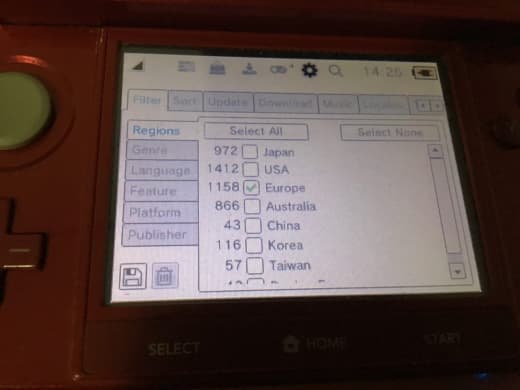 14:25
Filter Sort Update Download Music Locales
Regions
Genre
Language
Feature
Platform
Publisher
Select All Select None
972 Japan
1412 USA
1158 Europe
866 Australia
43 China
116 Korea
57 Taiwan
SELECT HOME START